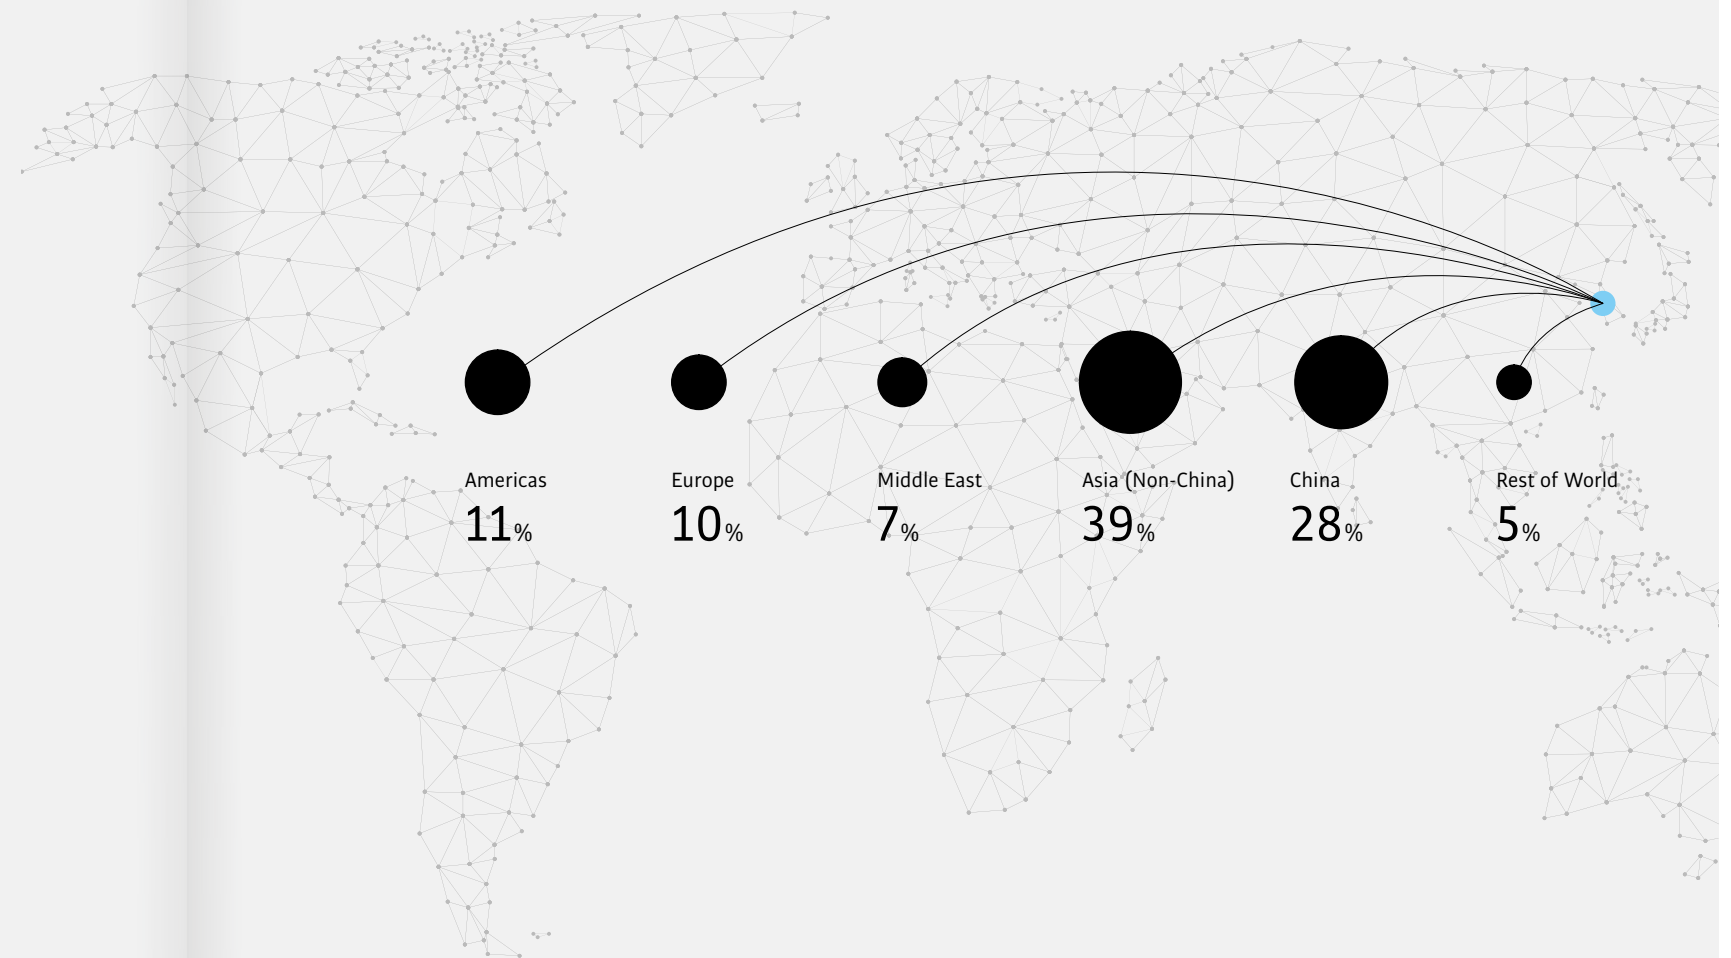 Americas
11%
Europe
10%
Middle East
7%
Asia (Non-China)
39%
China
28%
Rest of World
5%